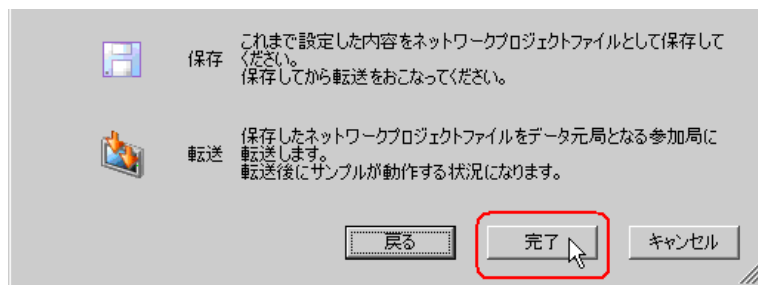 保存
これまで設定した内容をネットワークプロジェクトファイルとして保存して
ください。
保存してから転送をおこなってください。
転送
保存したネットワークプロジェクトファイルをデータ元局となる参加局に
転送します。
転送後にサンプルが動作する状況になります。
戻る
完了
キャンセル